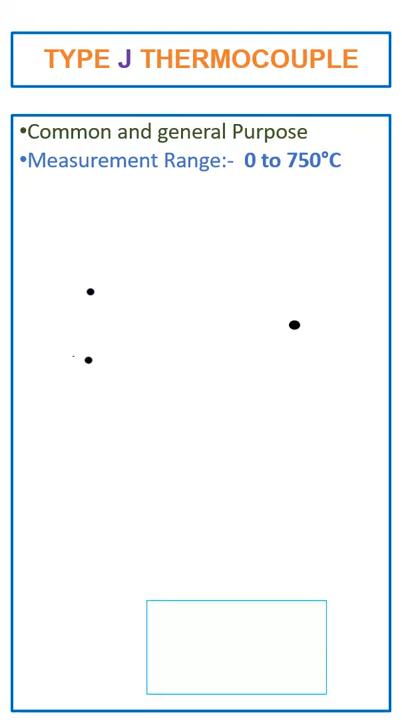 TYPE J THERMOCOUPLE
•Common and general Purpose
•Measurement Range:- 0 to 750°C